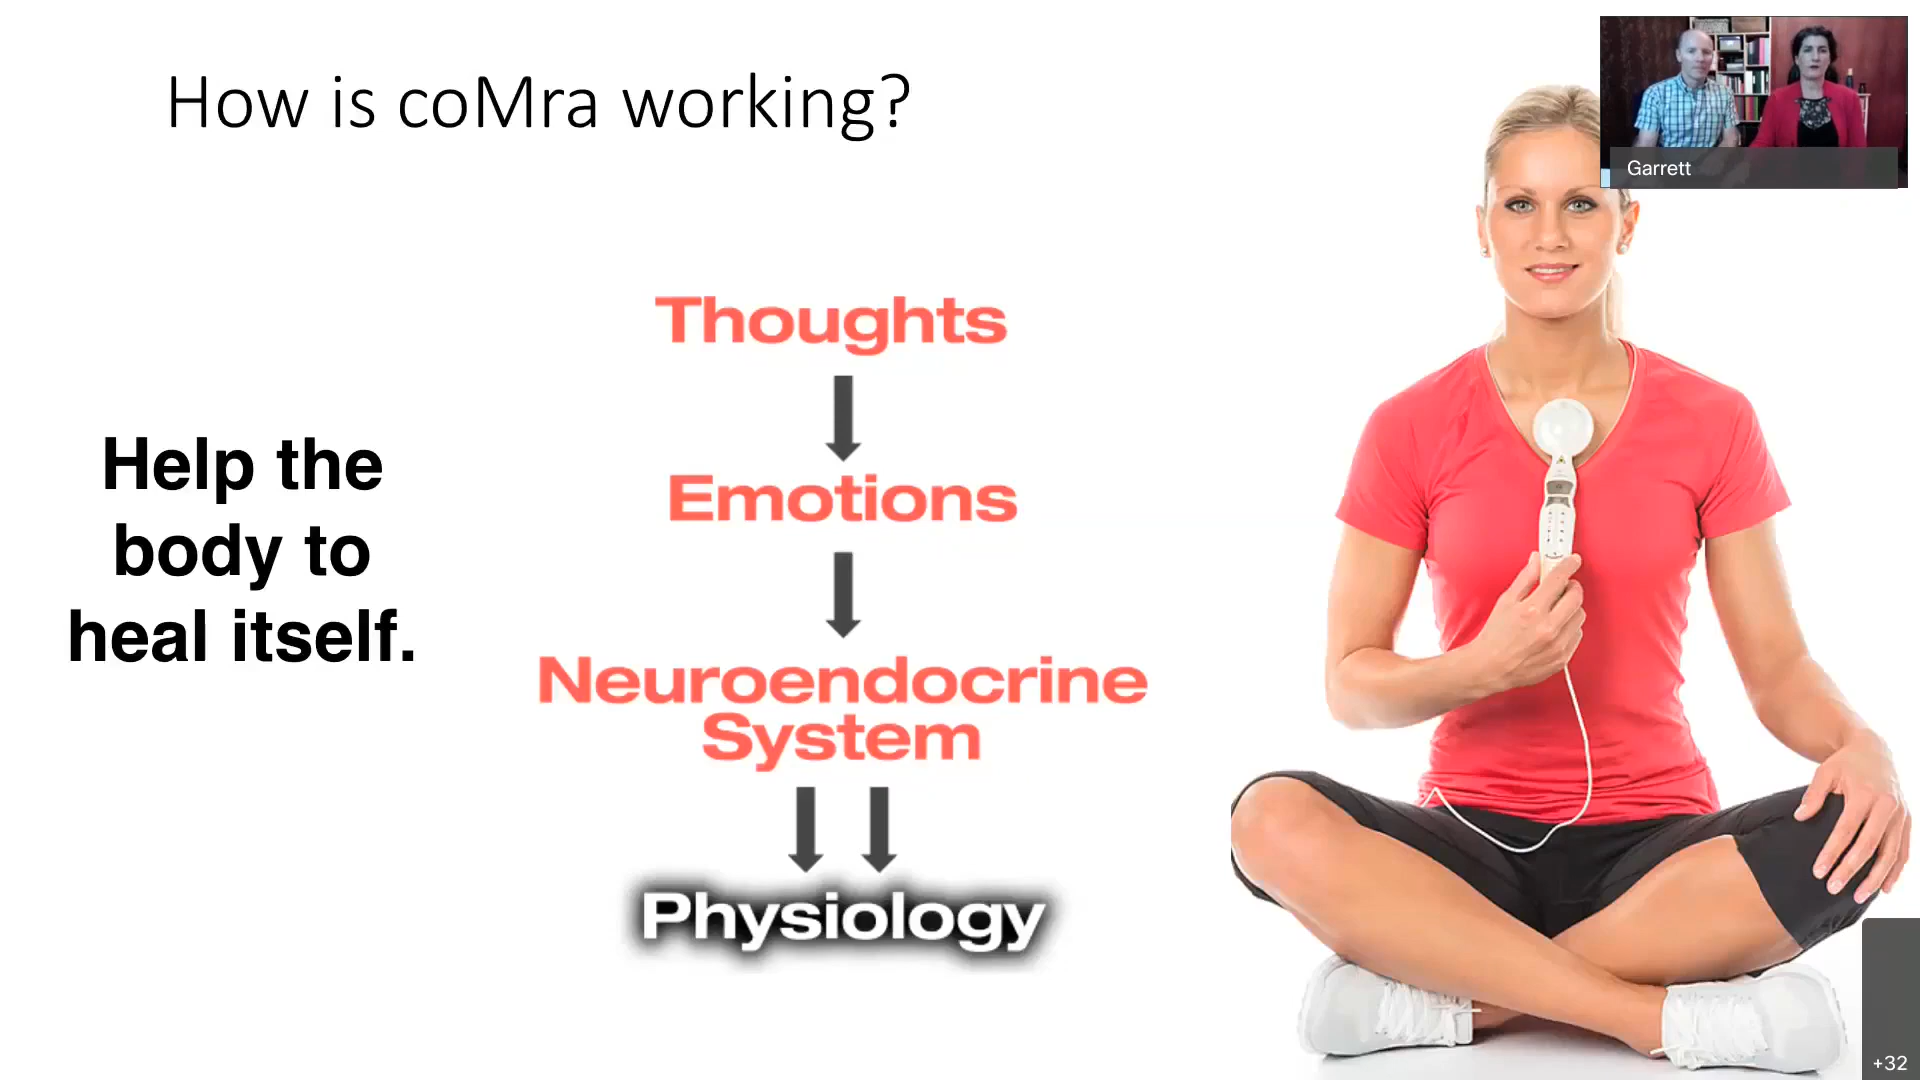 How is coMra working?
Garrett
Thoughts
Emotions
Help the
body to
heal itself.
Neuroendocrine
System
Physiology
+32